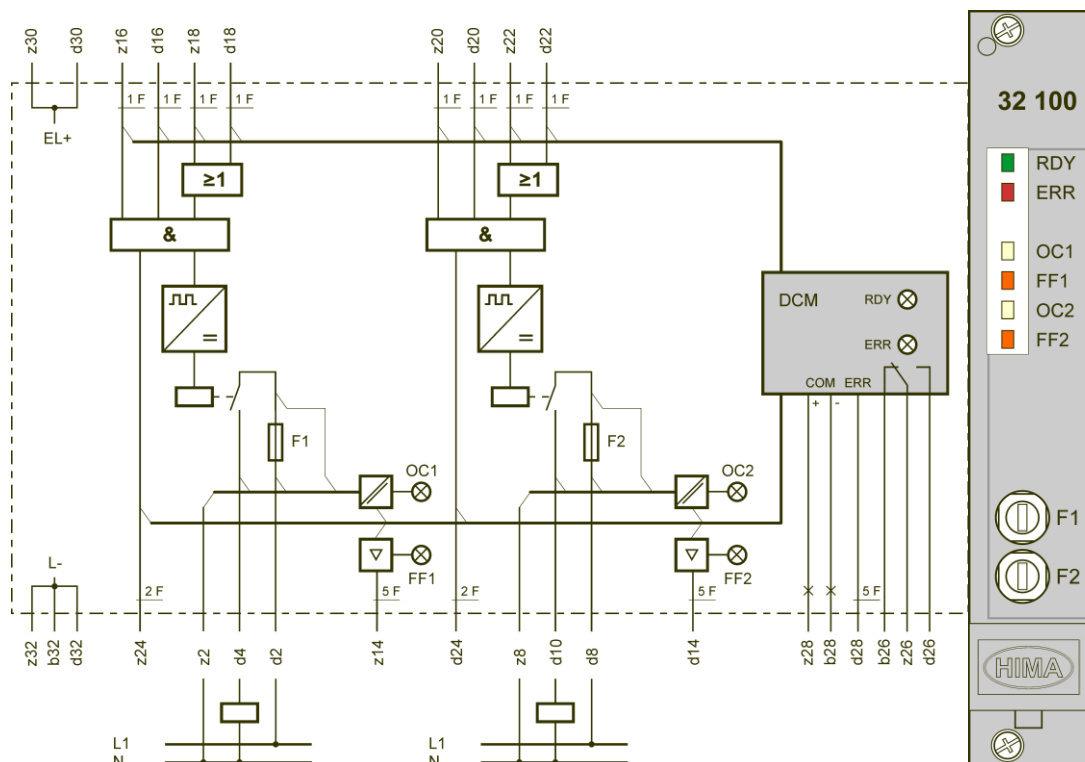 z30 d30 z16 d16 z18 d18 z20 d20 z22 d22
1 F 1 F 1 F 1 F 1 F 1 F 1 F 1 F
EL+
≥1 ≥1
& &
DCM RDY
ERR
COM ERR
+ -
F1 F2
OC1 OC2
FF1 FF2
L-
2 F 5 F 2 F 5 F 5 F
z32 b32 d32 z24 z2 d4 d2 z14 d24 z8 d10 d8 d14 z28 b28 d28 b26 z26 d26
L1 L1
N N
32 100
RDY
ERR
OC1
FF1
OC2
FF2
F1
F2
HIMA